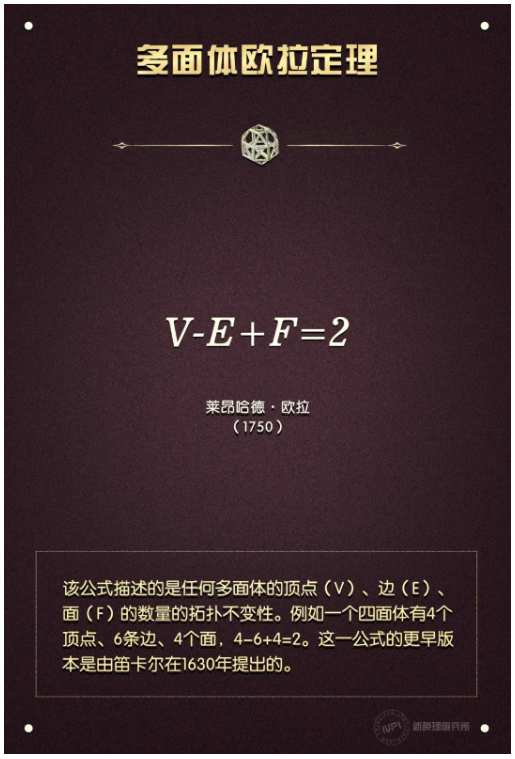 多面体欧拉定理
V-E+F=2
莱昂哈德·欧拉
（1750）
该公式描述的是任何多面体的顶点（V）、边（E）、
面（F）的数量的拓扑不变性。例如一个四面体有4个
顶点、6条边、4个面，4-6+4=2。这一公式的更早版
本是由笛卡尔在1630年提出的。
NPI 新原理研究所